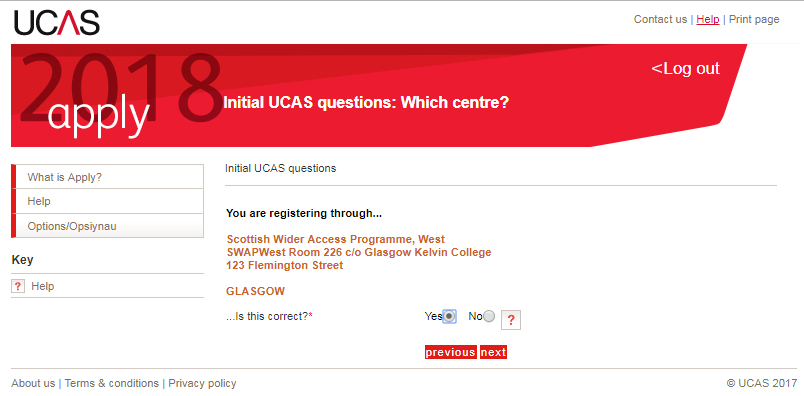 UCAS
Contact us | Help | Print page
2018
apply
<Log out
Initial UCAS questions: Which centre?
What is Apply?
Help
Options/Opsiynau
Key
? Help
Initial UCAS questions
You are registering through...
Scottish Wider Access Programme, West
SWAPWest Room 226 c/o Glasgow Kelvin College
123 Flemington Street
GLASGOW
...Is this correct?* Yes No ?
previous next
About us | Terms & conditions | Privacy policy
© UCAS 2017